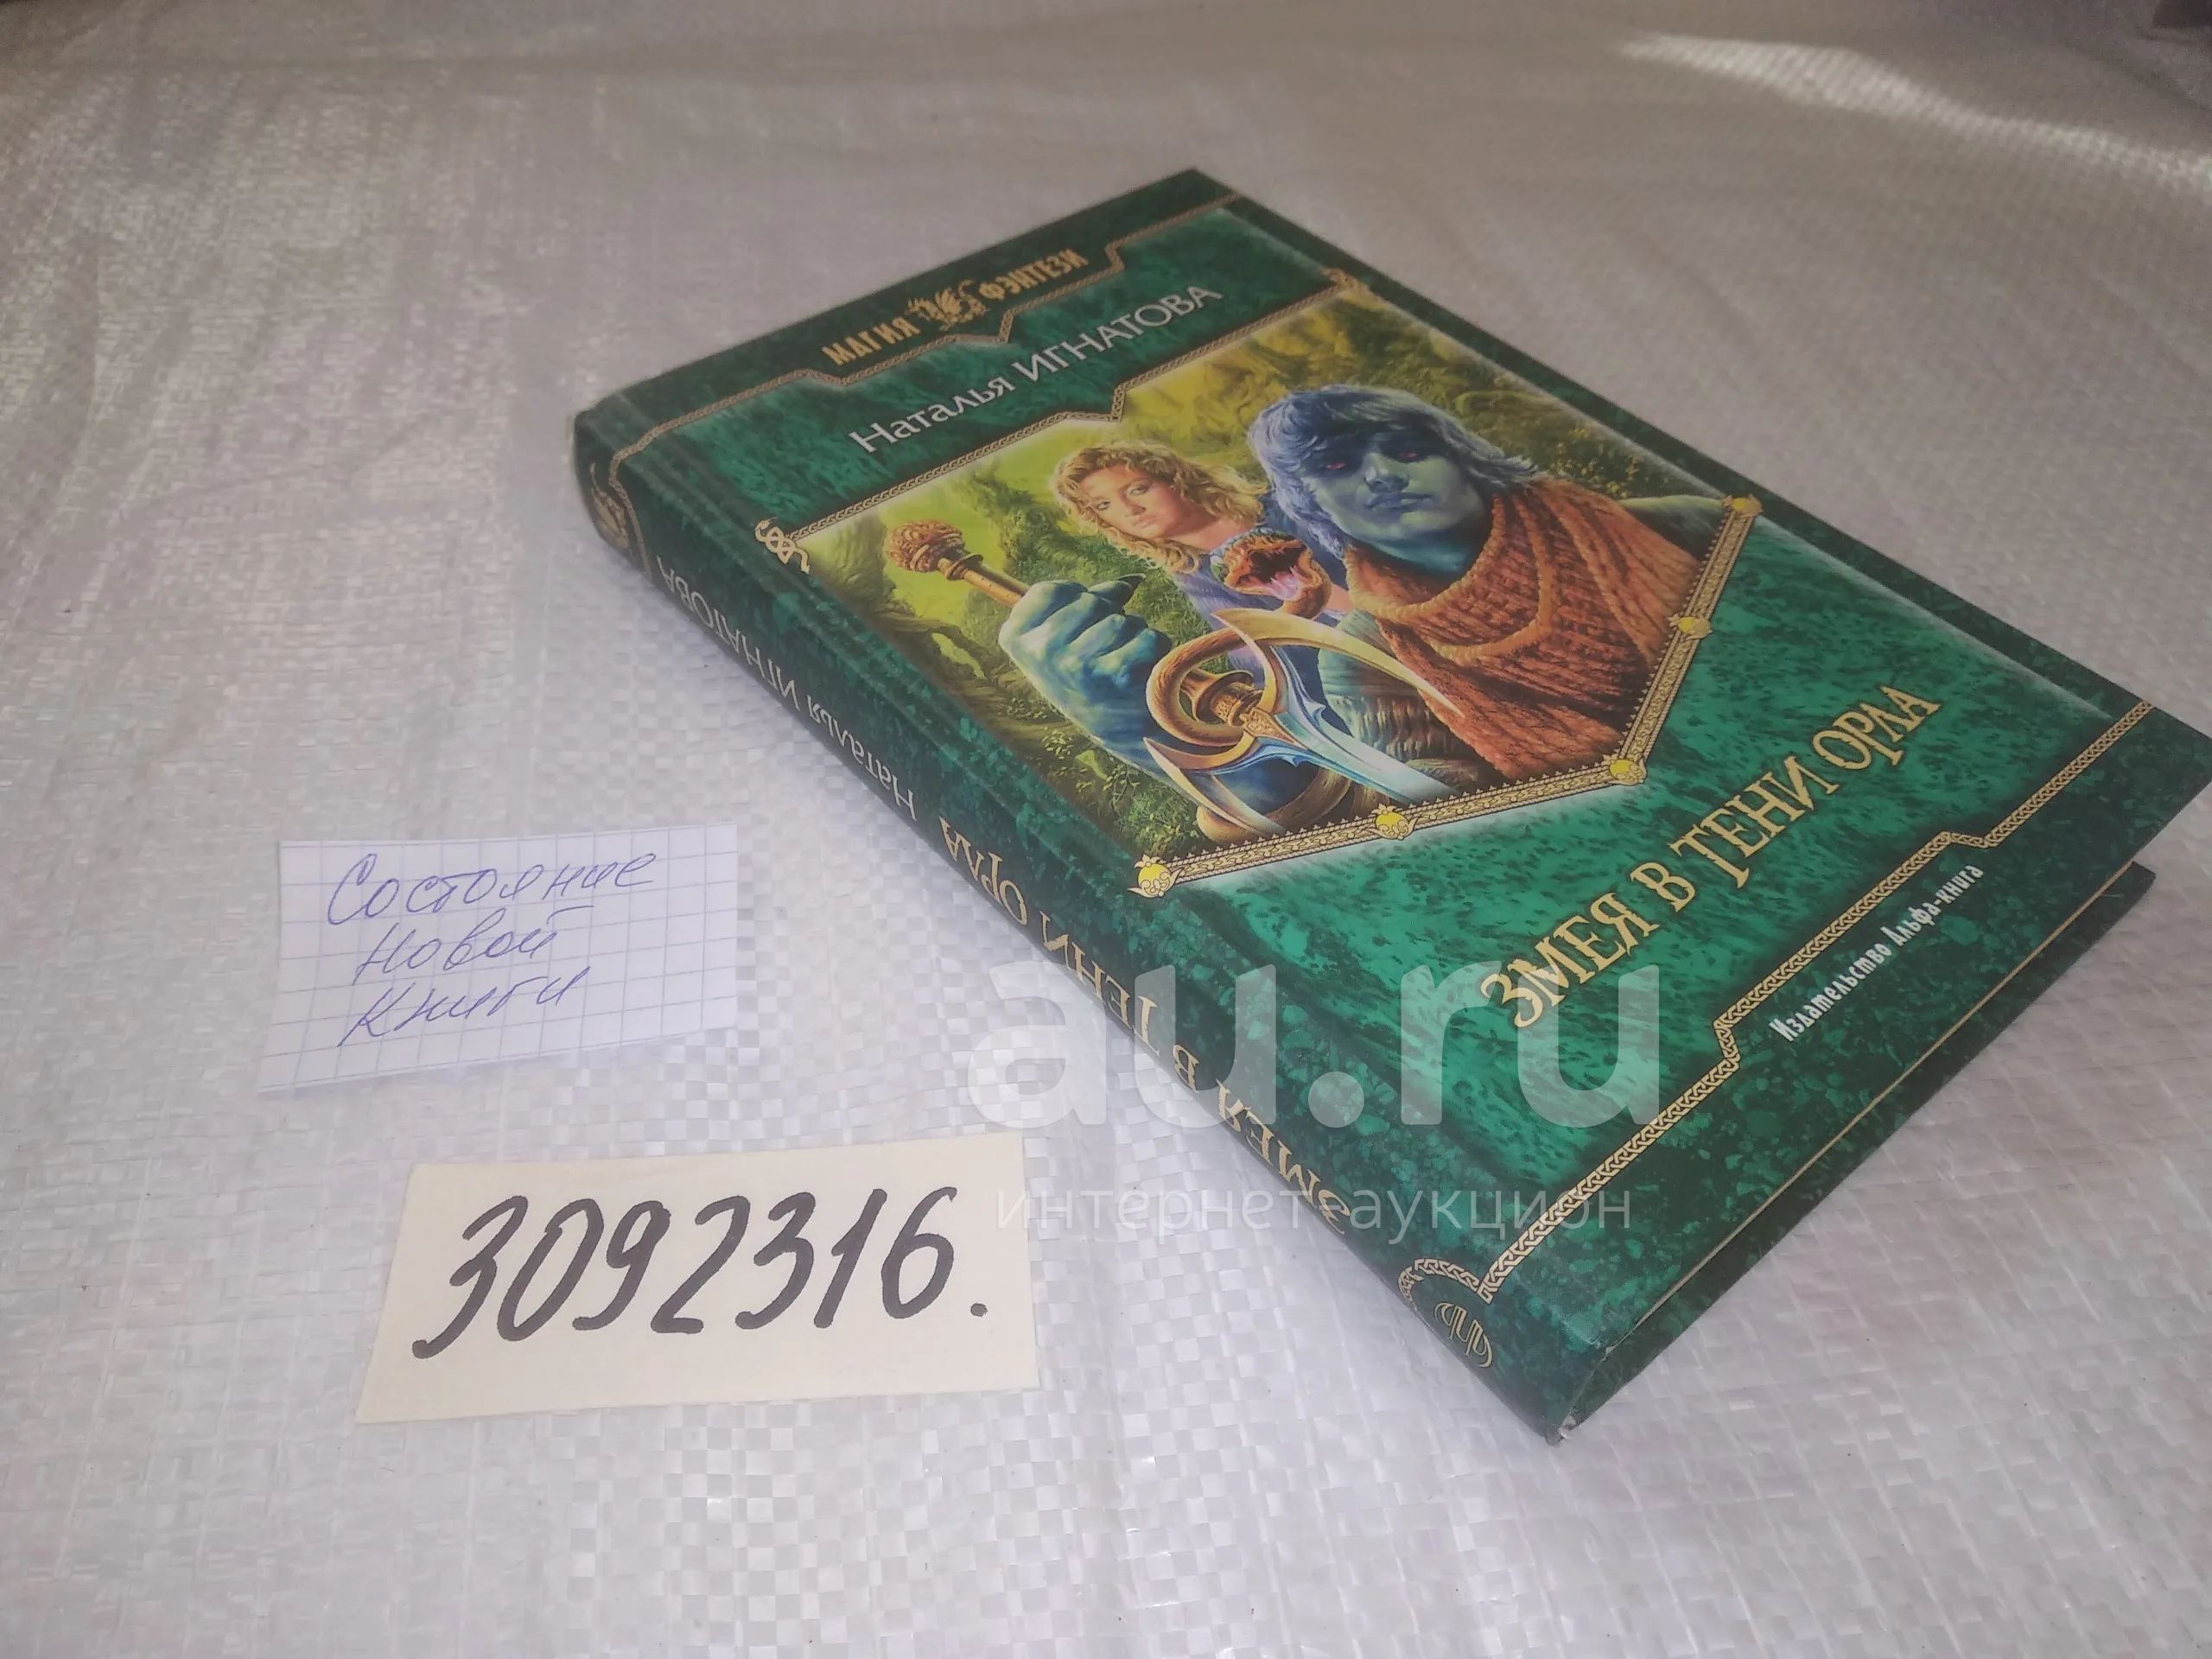 МАГИЯ ФЭНТЕЗИ
Наталья ИГНАТОВА
ЗМЕЯ В ТЕНИ ОРЛА
Издательство Альфа-книга
Наталья ИГНАТОВА
ЗМЕЯ В ТЕНИ ОРЛА
Состояние
новой
книги
3092316.
au.ru
интернет-аукцион